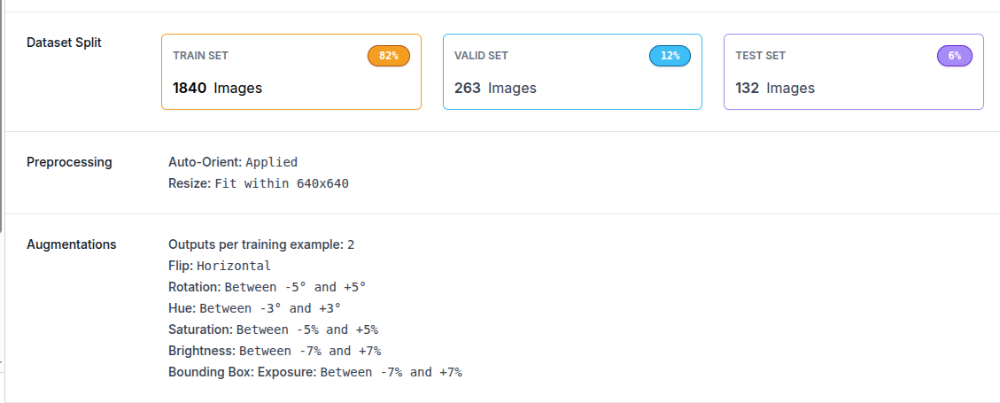 Dataset Split
TRAIN SET 82%
1840 Images
VALID SET 12%
263 Images
TEST SET 6%
132 Images
Preprocessing
Auto-Orient: Applied
Resize: Fit within 640x640
Augmentations
Outputs per training example: 2
Flip: Horizontal
Rotation: Between -5° and +5°
Hue: Between -3° and +3°
Saturation: Between -5% and +5%
Brightness: Between -7% and +7%
Bounding Box: Exposure: Between -7% and +7%